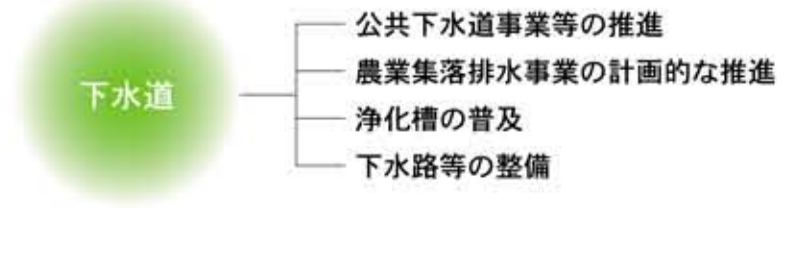 下水道
公共下水道事業等の推進
農業集落排水事業の計画的な推進
浄化槽の普及
下水路等の整備